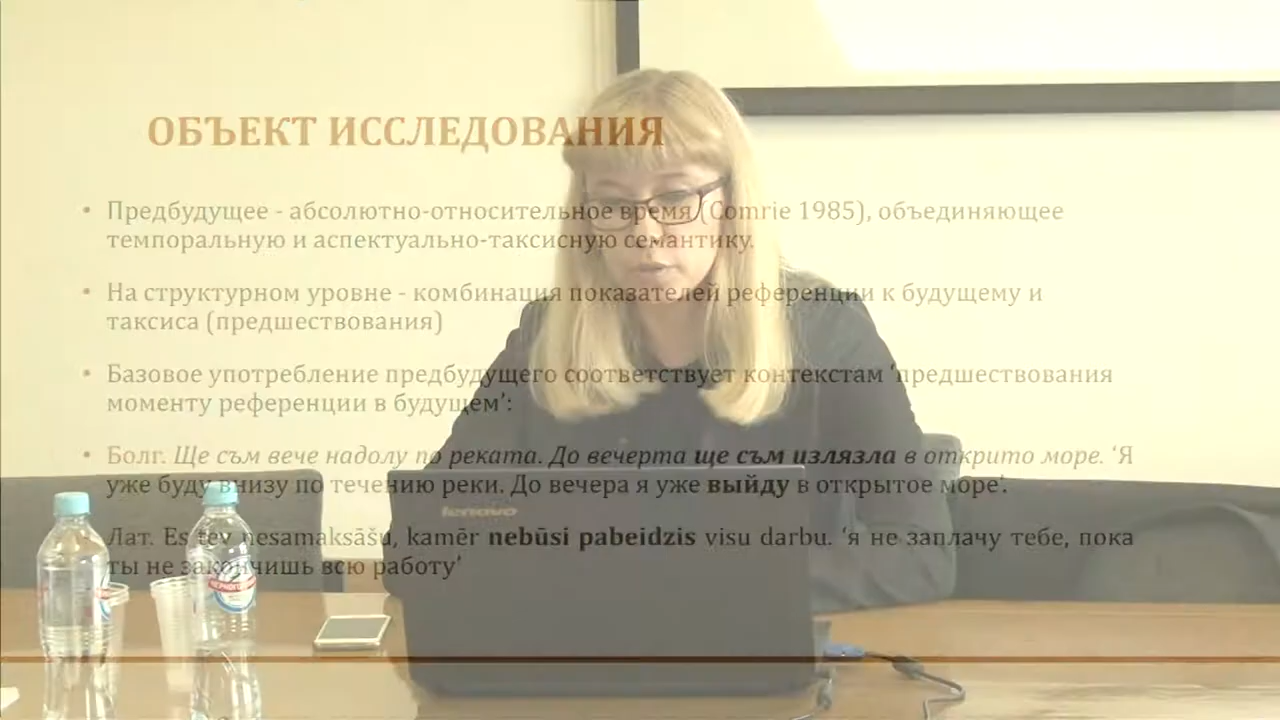 ОБЪЕКТ ИССЛЕДОВАНИЯ
• Предбудущее - абсолютно-относительное время (Comrie 1985), объединяющее
темпоральную и аспектуально-таксисную семантику.
• На структурном уровне - комбинация показателей референции к будущему и
таксиса (предшествования)
• Базовое употребление предбудущего соответствует контекстам ‘предшествования
моменту референции в будущем’:
• Болг. Ще съм вече надолу по реката. До вечерта ще съм излязла в открито море. ‘Я
уже буду внизу по течению реки. До вечера я уже выйду в открытое море’.
Лат. Es tev nesamaksāšu, kamēr nebūsi pabeidzis visu darbu. ‘я не заплачу тебе, пока
ты не закончишь всю работу’
lenovo